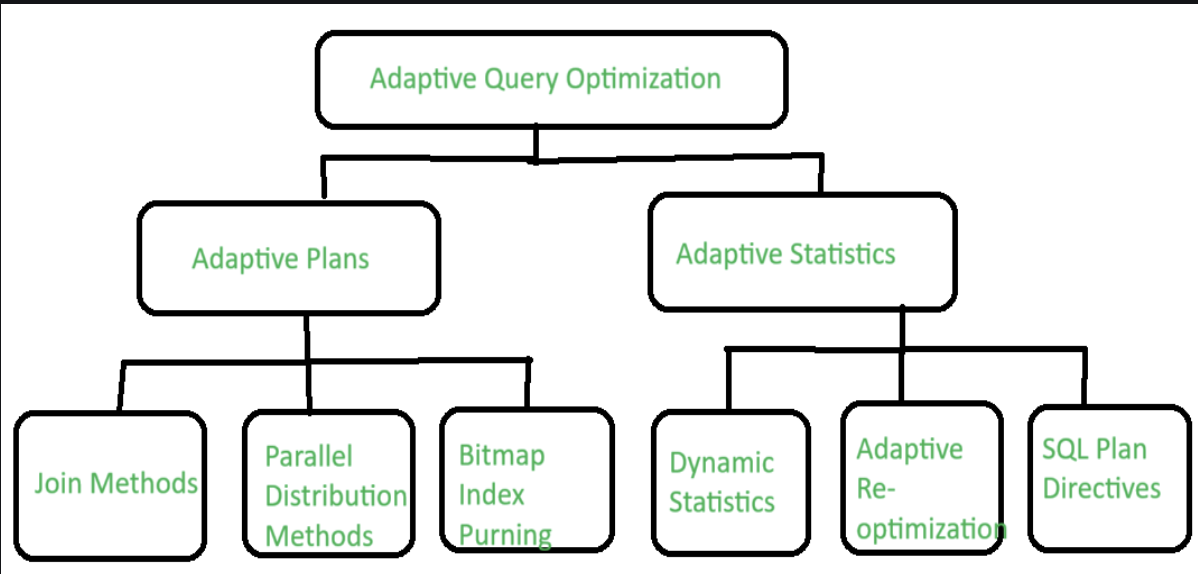 Adaptive Query Optimization
Adaptive Plans
Adaptive Statistics
Join Methods
Parallel
Distribution
Methods
Bitmap
Index
Purning
Dynamic
Statistics
Adaptive
Re-
optimization
SQL Plan
Directives